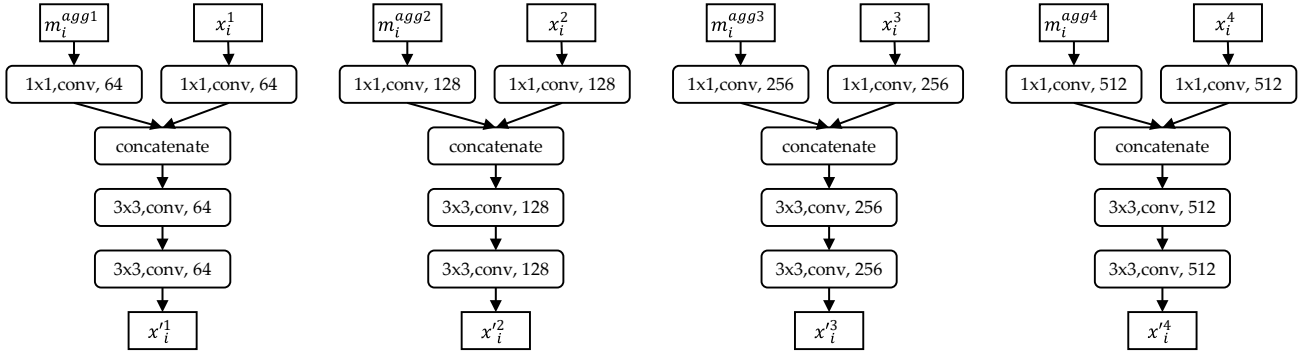 m_i^{agg1} x_i^1 m_i^{agg2} x_i^2 m_i^{agg3} x_i^3 m_i^{agg4} x_i^4
1x1,conv, 64 1x1,conv, 64 1x1,conv, 128 1x1,conv, 128 1x1,conv, 256 1x1,conv, 256 1x1,conv, 512 1x1,conv, 512
concatenate concatenate concatenate concatenate
3x3,conv, 64 3x3,conv, 128 3x3,conv, 256 3x3,conv, 512
3x3,conv, 64 3x3,conv, 128 3x3,conv, 256 3x3,conv, 512
x'_i^1 x'_i^2 x'_i^3 x'_i^4